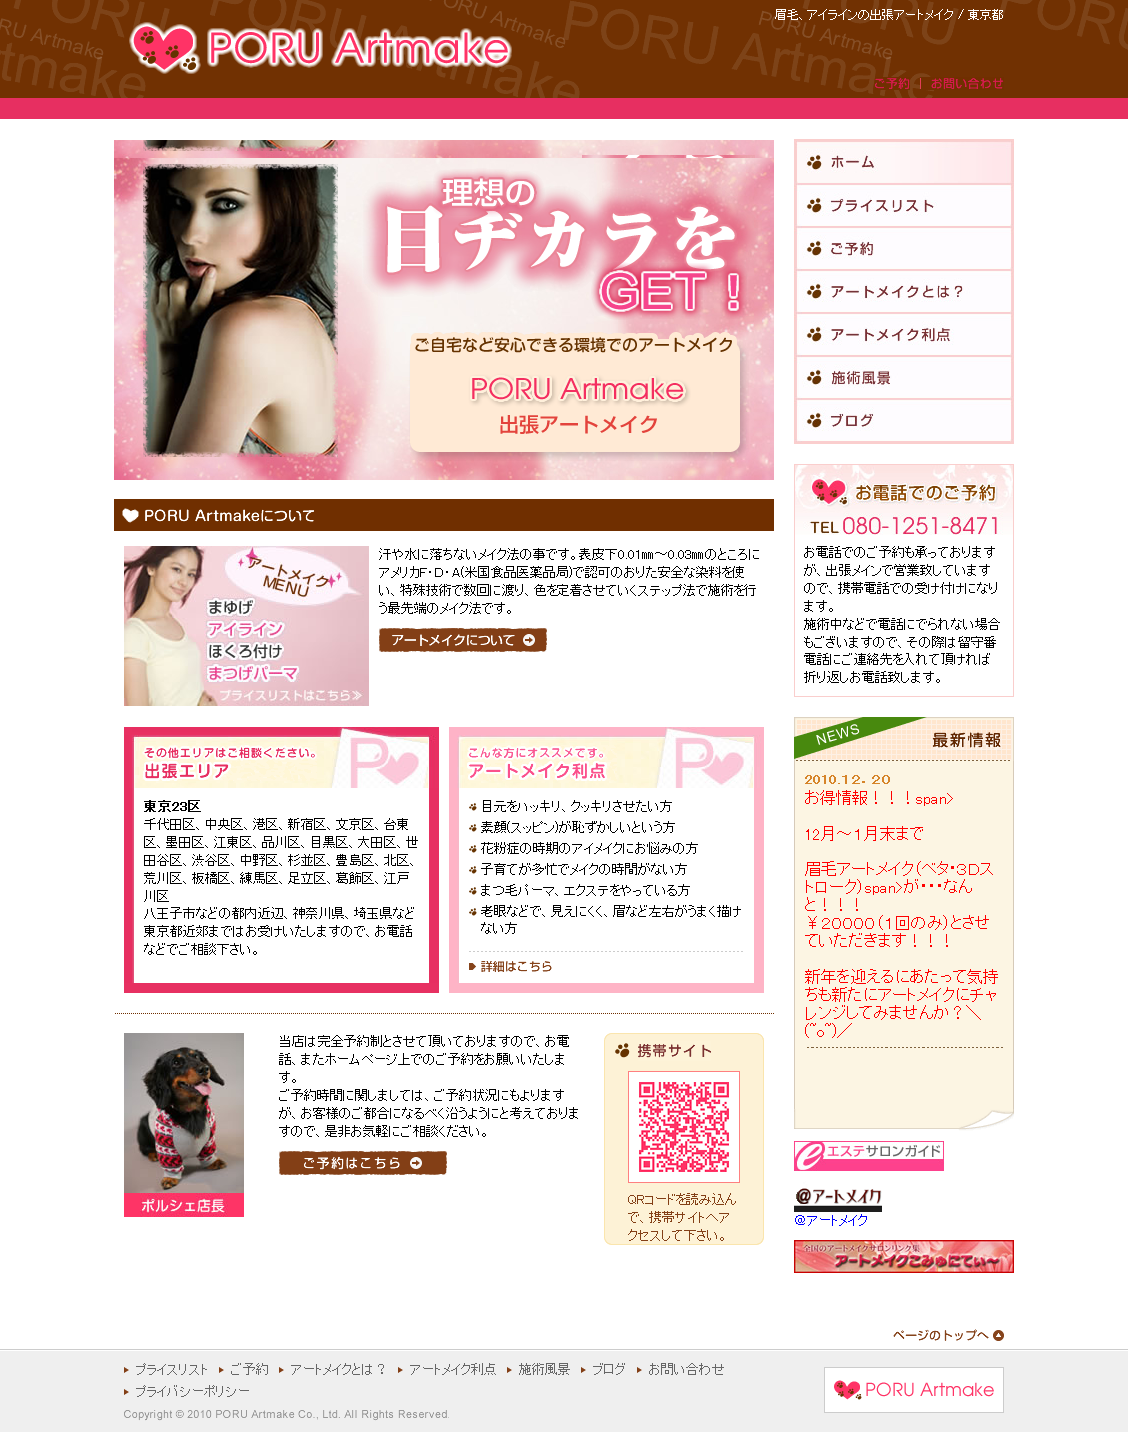 眉毛、アイラインの出張アートメイク / 東京都
PORU Artmake
ご予約 | お問い合わせ
理想の
目ヂカラを
GET！
ご自宅など安心できる環境でのアートメイク
PORU Artmake
出張アートメイク
ホーム
プライスリスト
ご予約
アートメイクとは？
アートメイク利点
施術風景
ブログ
お電話でのご予約
TEL 080-1251-8471
お電話でのご予約も承っております
が、出張メインで営業致しています
ので、携帯電話での受け付けになり
ます。
施術中などで電話にでられない場合
もございますので、その際は留守番
電話にご連絡先を入れて頂ければ
折り返しお電話致します。
PORU Artmakeについて
アートメイク
MENU
まゆげ
アイライン
ほくろ付け
まつげパーマ
プライスリストはこちら≫
汗や水に落ちないメイク法の事です。表皮下0.01㎜～0.03㎜のところに
アメリカF・D・A(米国食品医薬品局)で認可のおりた安全な染料を使
い、特殊技術で数回に渡り、色を定着させていくステップ法で施術を行
う最先端のメイク法です。
アートメイクについて
その他エリアはご相談ください。
出張エリア
東京23区
千代田区、中央区、港区、新宿区、文京区、台東
区、墨田区、江東区、品川区、目黒区、大田区、世
田谷区、渋谷区、中野区、杉並区、豊島区、北区、
荒川区、板橋区、練馬区、足立区、葛飾区、江戸
川区
八王子市などの都内近辺、神奈川県、埼玉県など
東京都近郊まではお受けいたしますので、お電話
などでご相談下さい。
こんな方にオススメです。
アートメイク利点
目元をハッキリ、クッキリさせたい方
素顔(スッピン)が恥ずかしいという方
花粉症の時期のアイメイクにお悩みの方
子育てが多忙でメイクの時間がない方
まつ毛パーマ、エクステをやっている方
老眼などで、見えにくく、眉など左右がうまく描け
ない方
詳細はこちら
NEWS
最新情報
2010.12. 20
お得情報！！！span>
12月～1月末まで
眉毛アートメイク(ベタ・3Dス
トローク)span>が・・・なん
と！！！
￥20000(1回のみ)とさせ
ていただきます！！！
新年を迎えるにあたって気持
ちも新たにアートメイクにチャ
レンジしてみませんか？＼
(~o~)／
ポルシェ店長
当店は完全予約制とさせて頂いておりますので、お電
話、またホームページ上でのご予約をお願いいたしま
す。
ご予約時間に関しましては、ご予約状況にもよります
が、お客様のご都合になるべく沿うようにと考えておりま
すので、是非お気軽にご相談ください。
ご予約はこちら
携帯サイト
QRコードを読み込ん
で、携帯サイトへア
クセスして下さい。
エステサロンガイド
@アートメイク
@アートメイク
全国のアートメイクサロンリンク集
アートメイクこみゅにてぃ～
ページのトップへ
プライスリスト ご予約 アートメイクとは？ アートメイク利点 施術風景 ブログ お問い合わせ
プライバシーポリシー
Copyright © 2010 PORU Artmake Co., Ltd. All Rights Reserved.
PORU Artmake